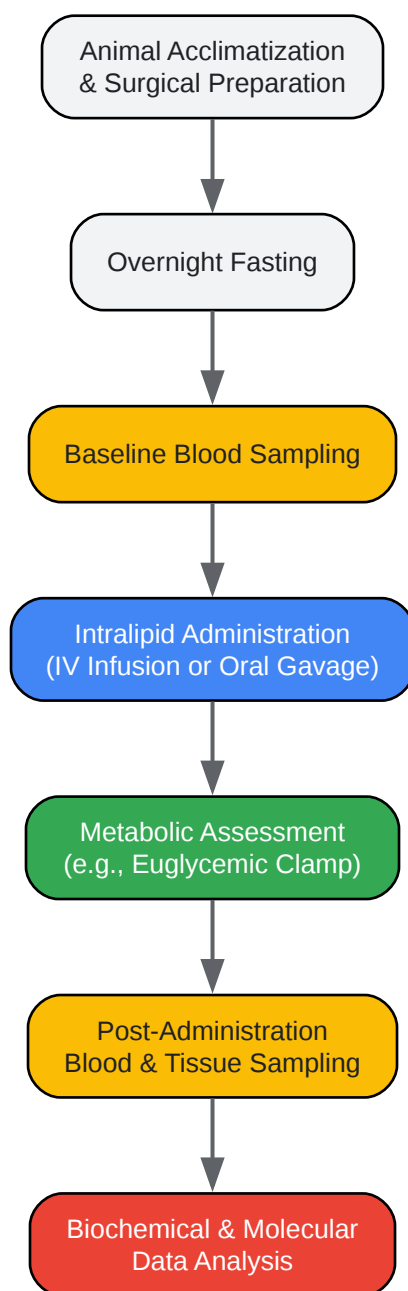 Animal Acclimatization
& Surgical Preparation
Overnight Fasting
Baseline Blood Sampling
Intralipid Administration
(IV Infusion or Oral Gavage)
Metabolic Assessment
(e.g., Euglycemic Clamp)
Post-Administration
Blood & Tissue Sampling
Biochemical & Molecular
Data Analysis